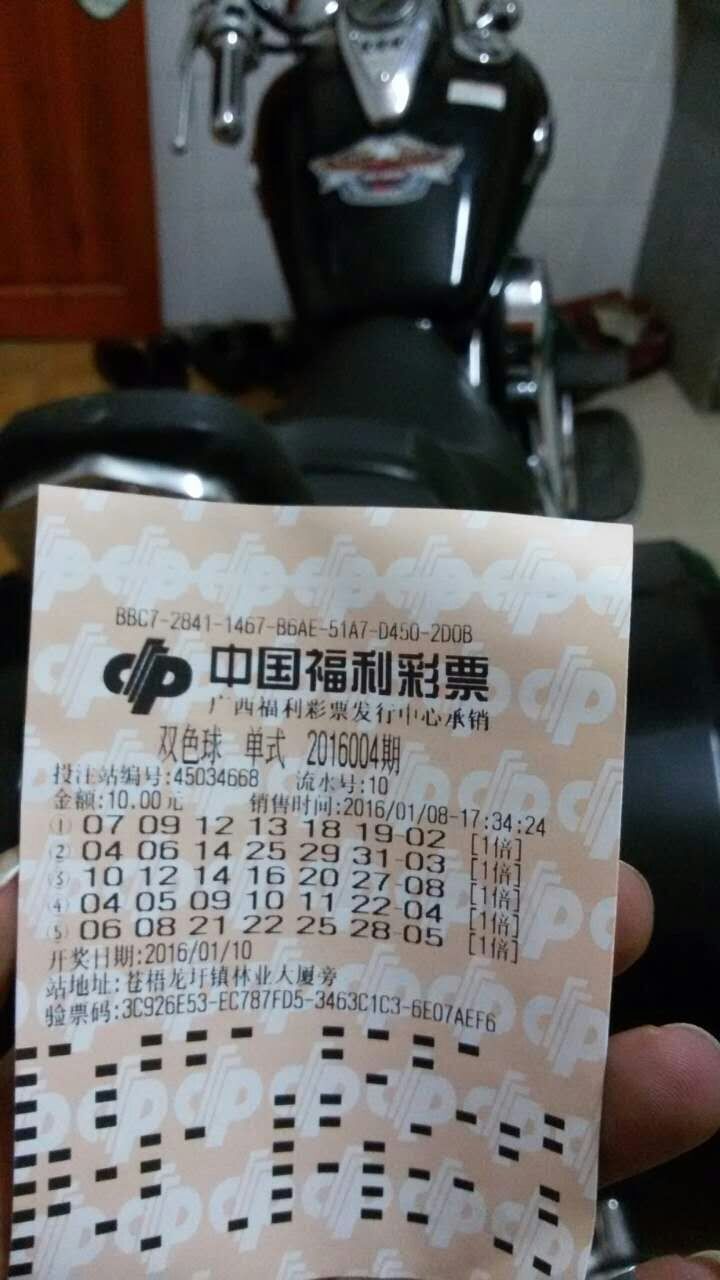 BBC7-2841-1467-B6AE-51A7-D450-2D0B
中国福利彩票
广西福利彩票发行中心承销
双色球 单式 2016004期
投注站编号:45034668 流水号:10
金额:10.00元 销售时间:2016/01/08-17:34:24
① 07 09 12 13 18 19-02 [1倍]
② 04 06 14 25 29 31-03 [1倍]
③ 10 12 14 16 20 27-08 [1倍]
④ 04 05 09 10 11 22-04 [1倍]
⑤ 06 08 21 22 25 28-05 [1倍]
开奖日期:2016/01/10
站地址:苍梧龙圩镇林业大厦旁
验票码:3C926E53-EC787FD5-3463C1C3-6E07AEF6